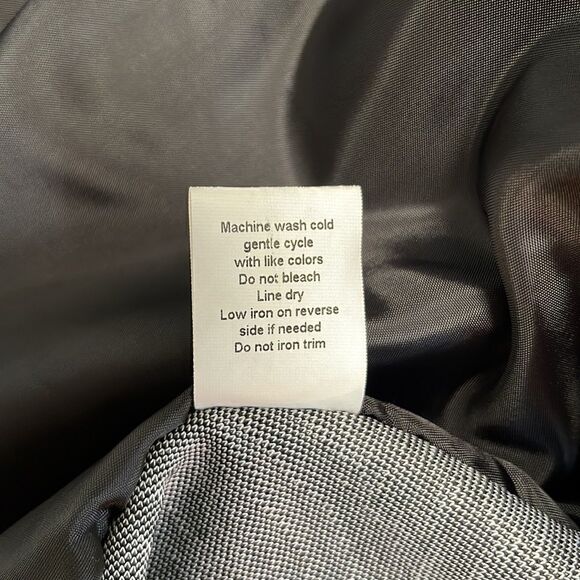 Machine wash cold
gentle cycle
with like colors
Do not bleach
Line dry
Low iron on reverse
side if needed
Do not iron trim